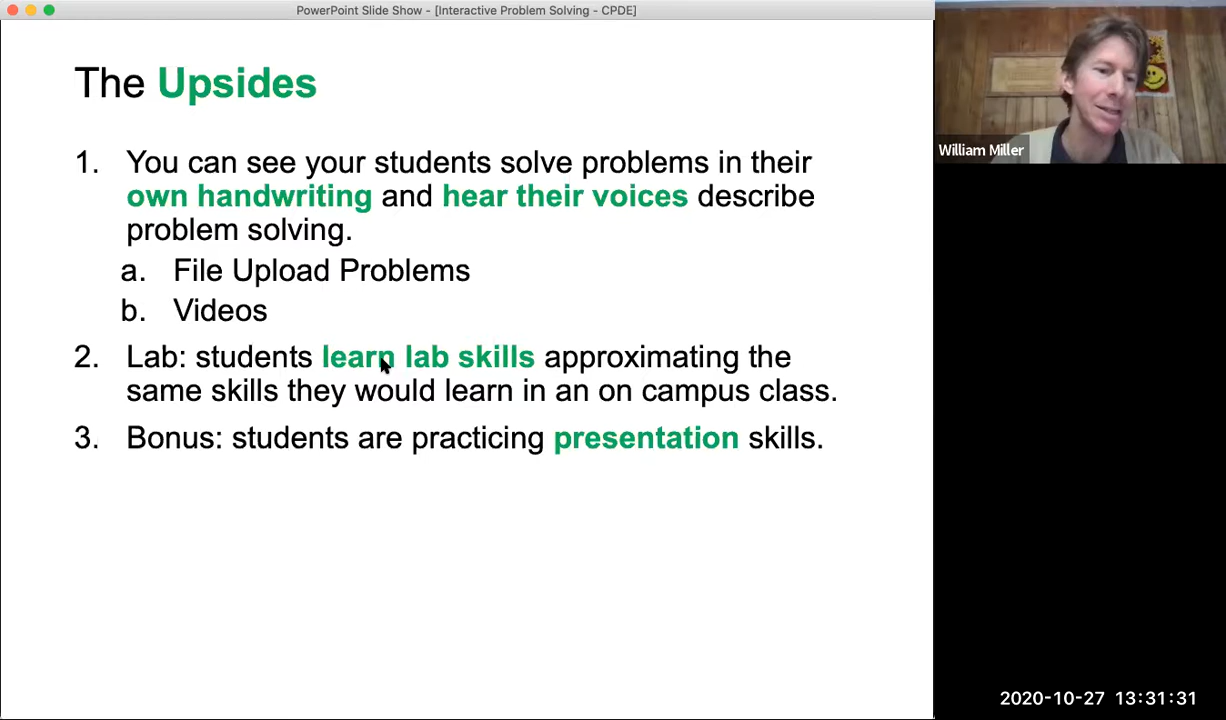 PowerPoint Slide Show - [Interactive Problem Solving - CPDE]
The Upsides
1. You can see your students solve problems in their
own handwriting and hear their voices describe
problem solving.
a. File Upload Problems
b. Videos
2. Lab: students learn lab skills approximating the
same skills they would learn in an on campus class.
3. Bonus: students are practicing presentation skills.
William Miller
2020-10-27 13:31:31